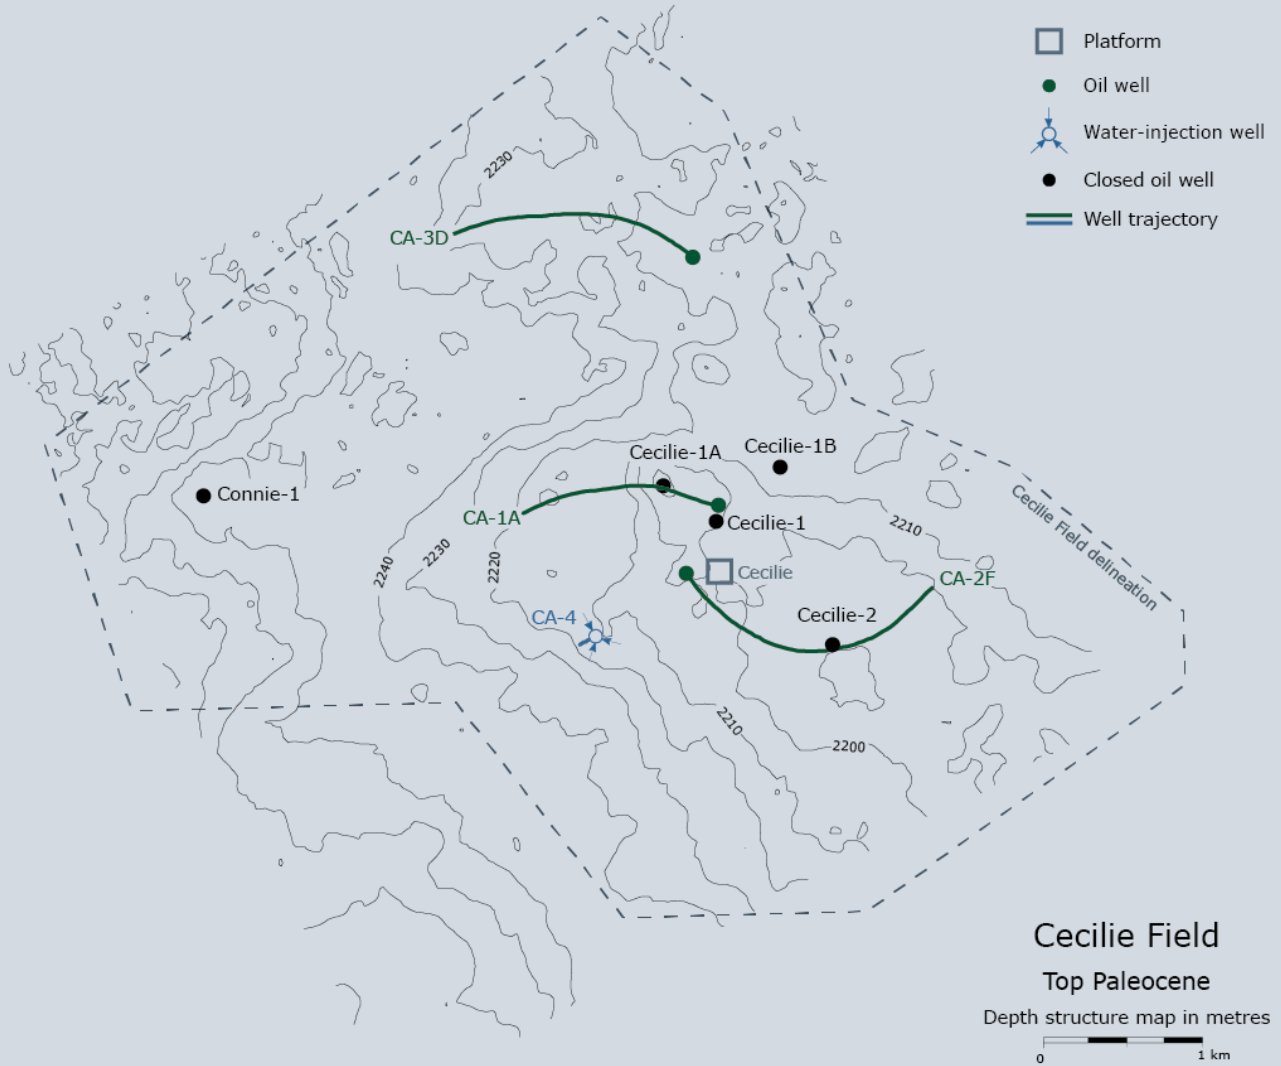 Platform
Oil well
Water-injection well
Closed oil well
Well trajectory
2230
CA-3D
Cecilie-1A
Cecilie-1B
Connie-1
CA-1A
Cecilie-1
2210
Cecilie Field delineation
2240
2230
2220
Cecilie
CA-2F
CA-4
Cecilie-2
2210
2200
Cecilie Field
Top Paleocene
Depth structure map in metres
0
1 km